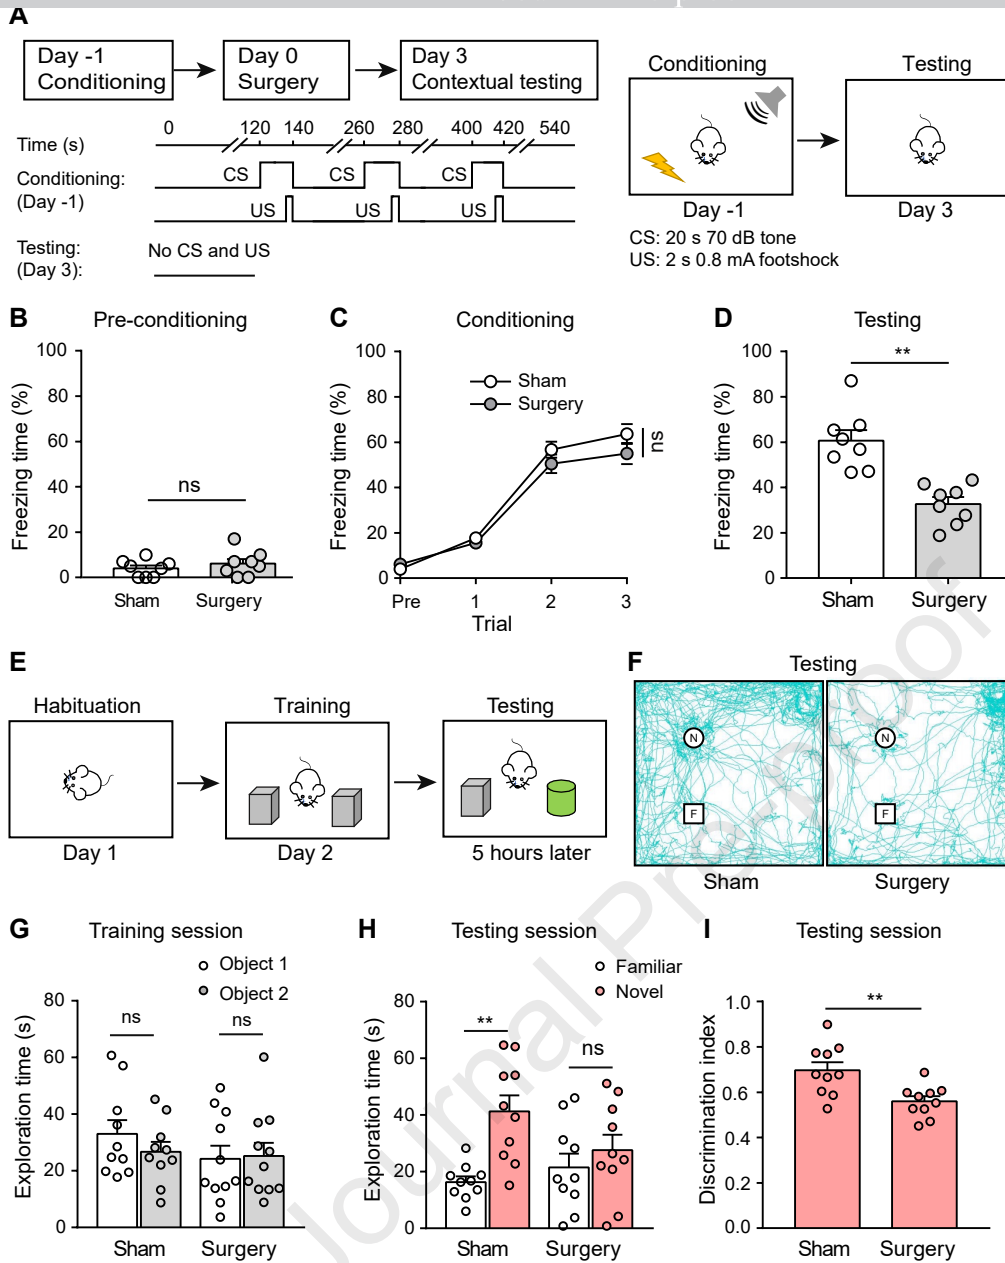 A
Day -1
Conditioning
Day 0
Surgery
Day 3
Contextual testing
Time (s)
0 120 140 260 280 400 420 540
Conditioning:
(Day -1)
CS CS CS
US US US
Testing:
(Day 3):
No CS and US
Conditioning Testing
Day -1 Day 3
CS: 20 s 70 dB tone
US: 2 s 0.8 mA footshock
B
Pre-conditioning
Freezing time (%)
100
80
60
40
20
0
ns
Sham Surgery
C
Conditioning
Freezing time (%)
100
80
60
40
20
0
Sham
Surgery
ns
Pre 1 2 3
Trial
D
Testing
Freezing time (%)
100
80
60
40
20
0
**
Sham Surgery
E
Habituation Training Testing
Day 1 Day 2 5 hours later
F
Testing
N N
F F
Sham Surgery
G
Training session
Object 1
Object 2
Exploration time (s)
80
60
40
20
0
ns ns
Sham Surgery
H
Testing session
Familiar
Novel
Exploration time (s)
80
60
40
20
0
** ns
Sham Surgery
I
Testing session
Discrimination index
1.0
0.8
0.6
0.4
0.2
0.0
**
Sham Surgery
Journal Pre-proof